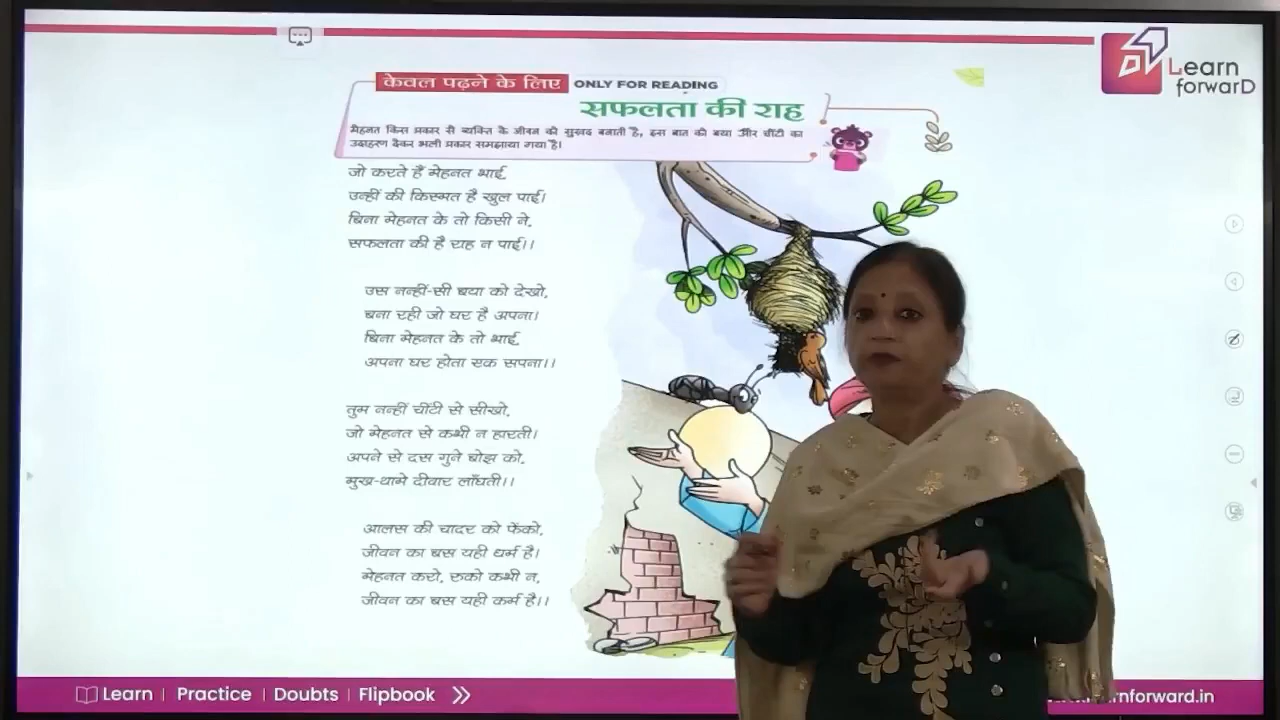 Learn
forwarD
केवल पढ़ने के लिए ONLY FOR READING
सफलता की राह
मेहनत किस प्रकार से व्यक्ति के जीवन को सुखद बनाती है, इस बात को बया और चींटी का
उदाहरण देकर भली प्रकार समझाया गया है।
जो करते हैं मेहनत भाई,
उन्हीं की किस्मत है खुल पाई।
बिना मेहनत के तो किसी ने,
सफलता की है राह न पाई।।
उस नन्हीं-सी बया को देखो,
बना रही जो घर है अपना।
बिना मेहनत के तो भाई,
अपना घर होता एक सपना।।
तुम नन्हीं चींटी से सीखो,
जो मेहनत से कभी न हारती।
अपने से दस गुने बोझ को,
मुख-थामे दीवार लाँघती।।
आलस की चादर को फेंको,
जीवन का बस यही धर्म है।
मेहनत करो, रुको कभी न,
जीवन का बस यही कर्म है।।
Learn | Practice | Doubts | Flipbook
rnforward.in